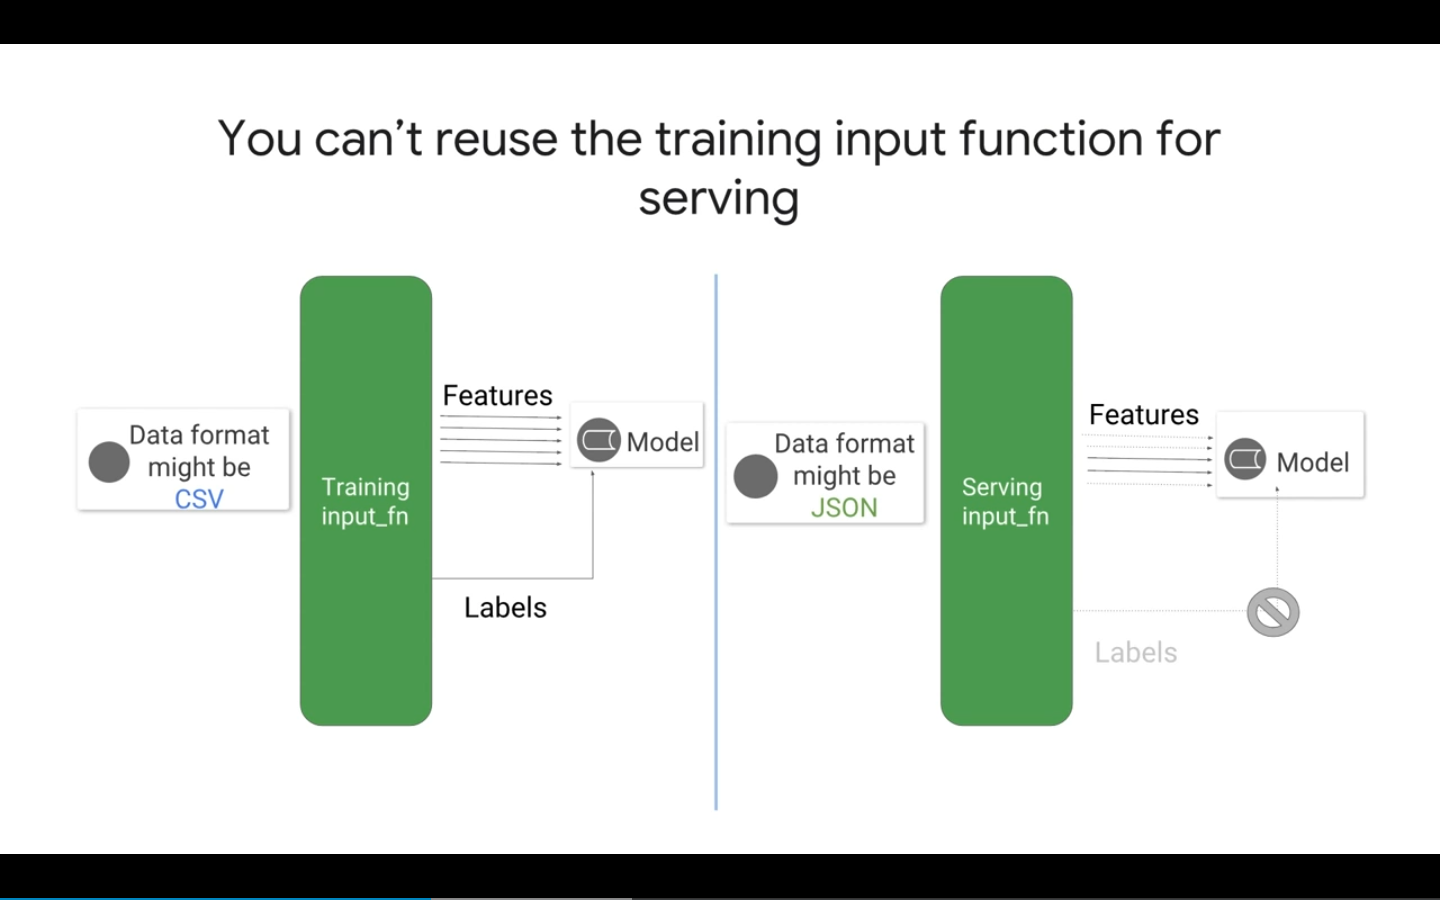 You can’t reuse the training input function for
serving
Data format
might be
CSV
Training
input_fn
Features
Model
Labels
Data format
might be
JSON
Serving
input_fn
Features
Model
Labels